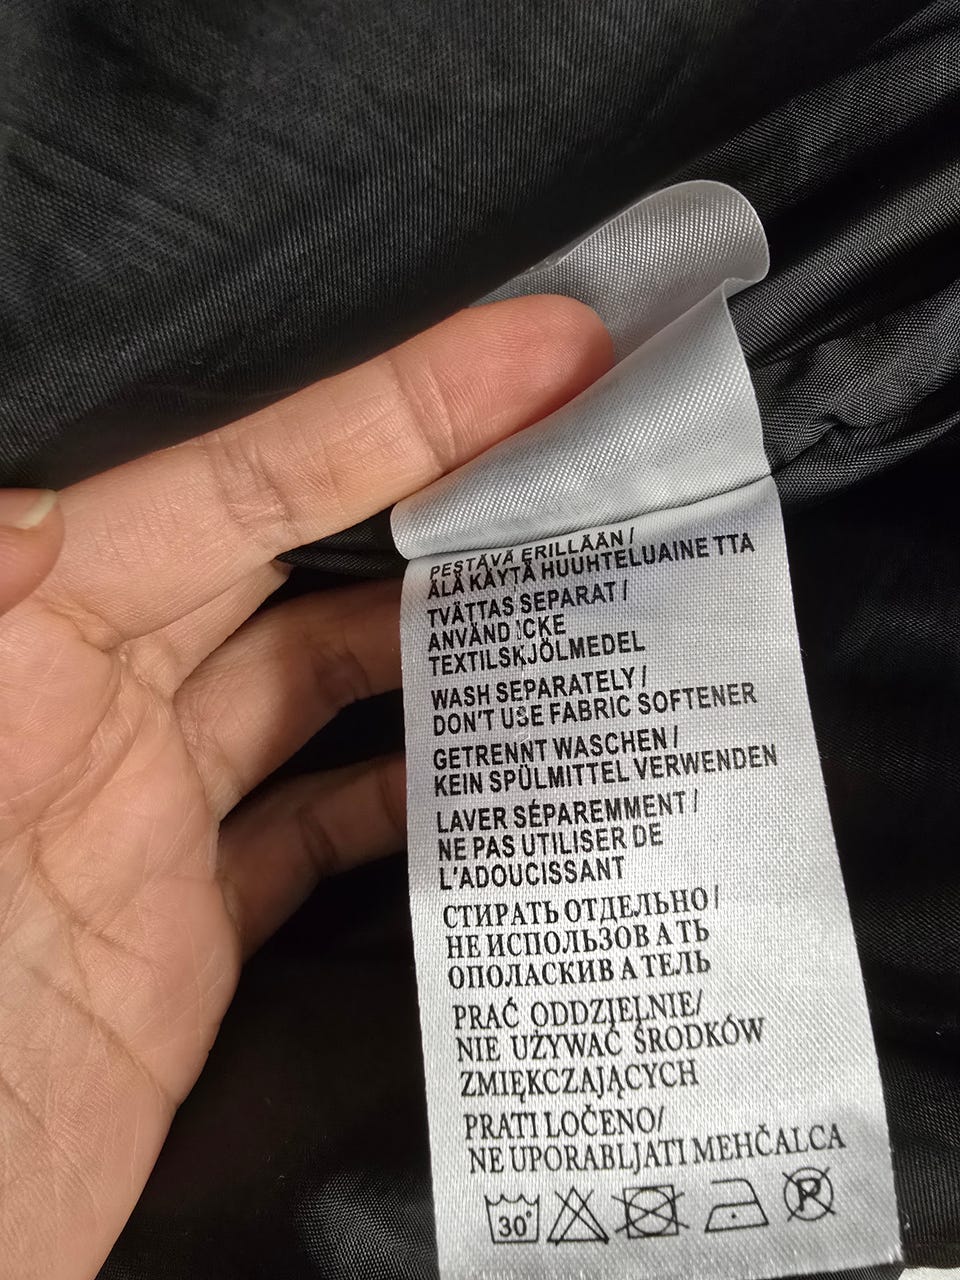 PESTÄVÄ ERILLÄÄN /
ÄLÄ KÄYTÄ HUUHTELUAINE TTA
TVÄTTAS SEPARAT /
ANVÄND ICKE
TEXTILSKJÖLMEDEL
WASH SEPARATELY /
DON'T USE FABRIC SOFTENER
GETRENNT WASCHEN /
KEIN SPÜLMITTEL VERWENDEN
LAVER SÉPAREMMENT /
NE PAS UTILISER DE
L'ADOUCISSANT
СТИРАТЬ ОТДЕЛЬНО /
НЕ ИСПОЛЬЗОВ А ТЬ
ОПОЛАСКИВ А ТЕЛЬ
PRAĆ ODDZIELNIE/
NIE UŻYWAĆ ŚRODKÓW
ZMIĘKCZAJĄCYCH
PRATI LOČENO/
NE UPORABLJATI MEHČALCA
30° P